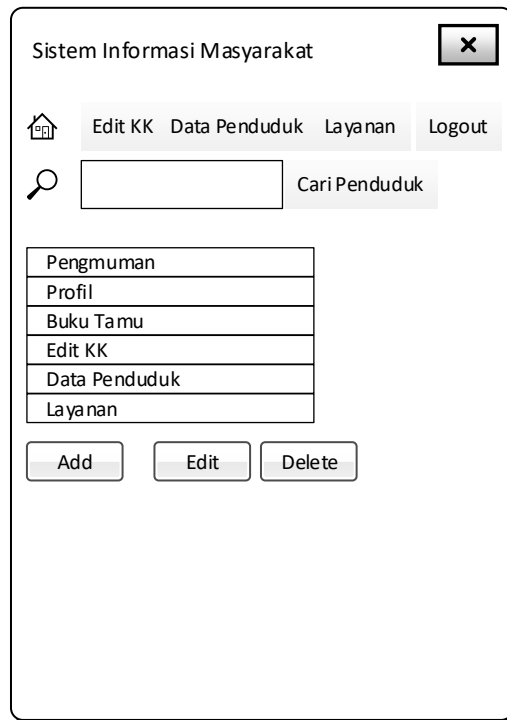 Sistem Informasi Masyarakat
Edit KK Data Penduduk Layanan Logout
Cari Penduduk
Pengmuman
Profil
Buku Tamu
Edit KK
Data Penduduk
Layanan
Add Edit Delete